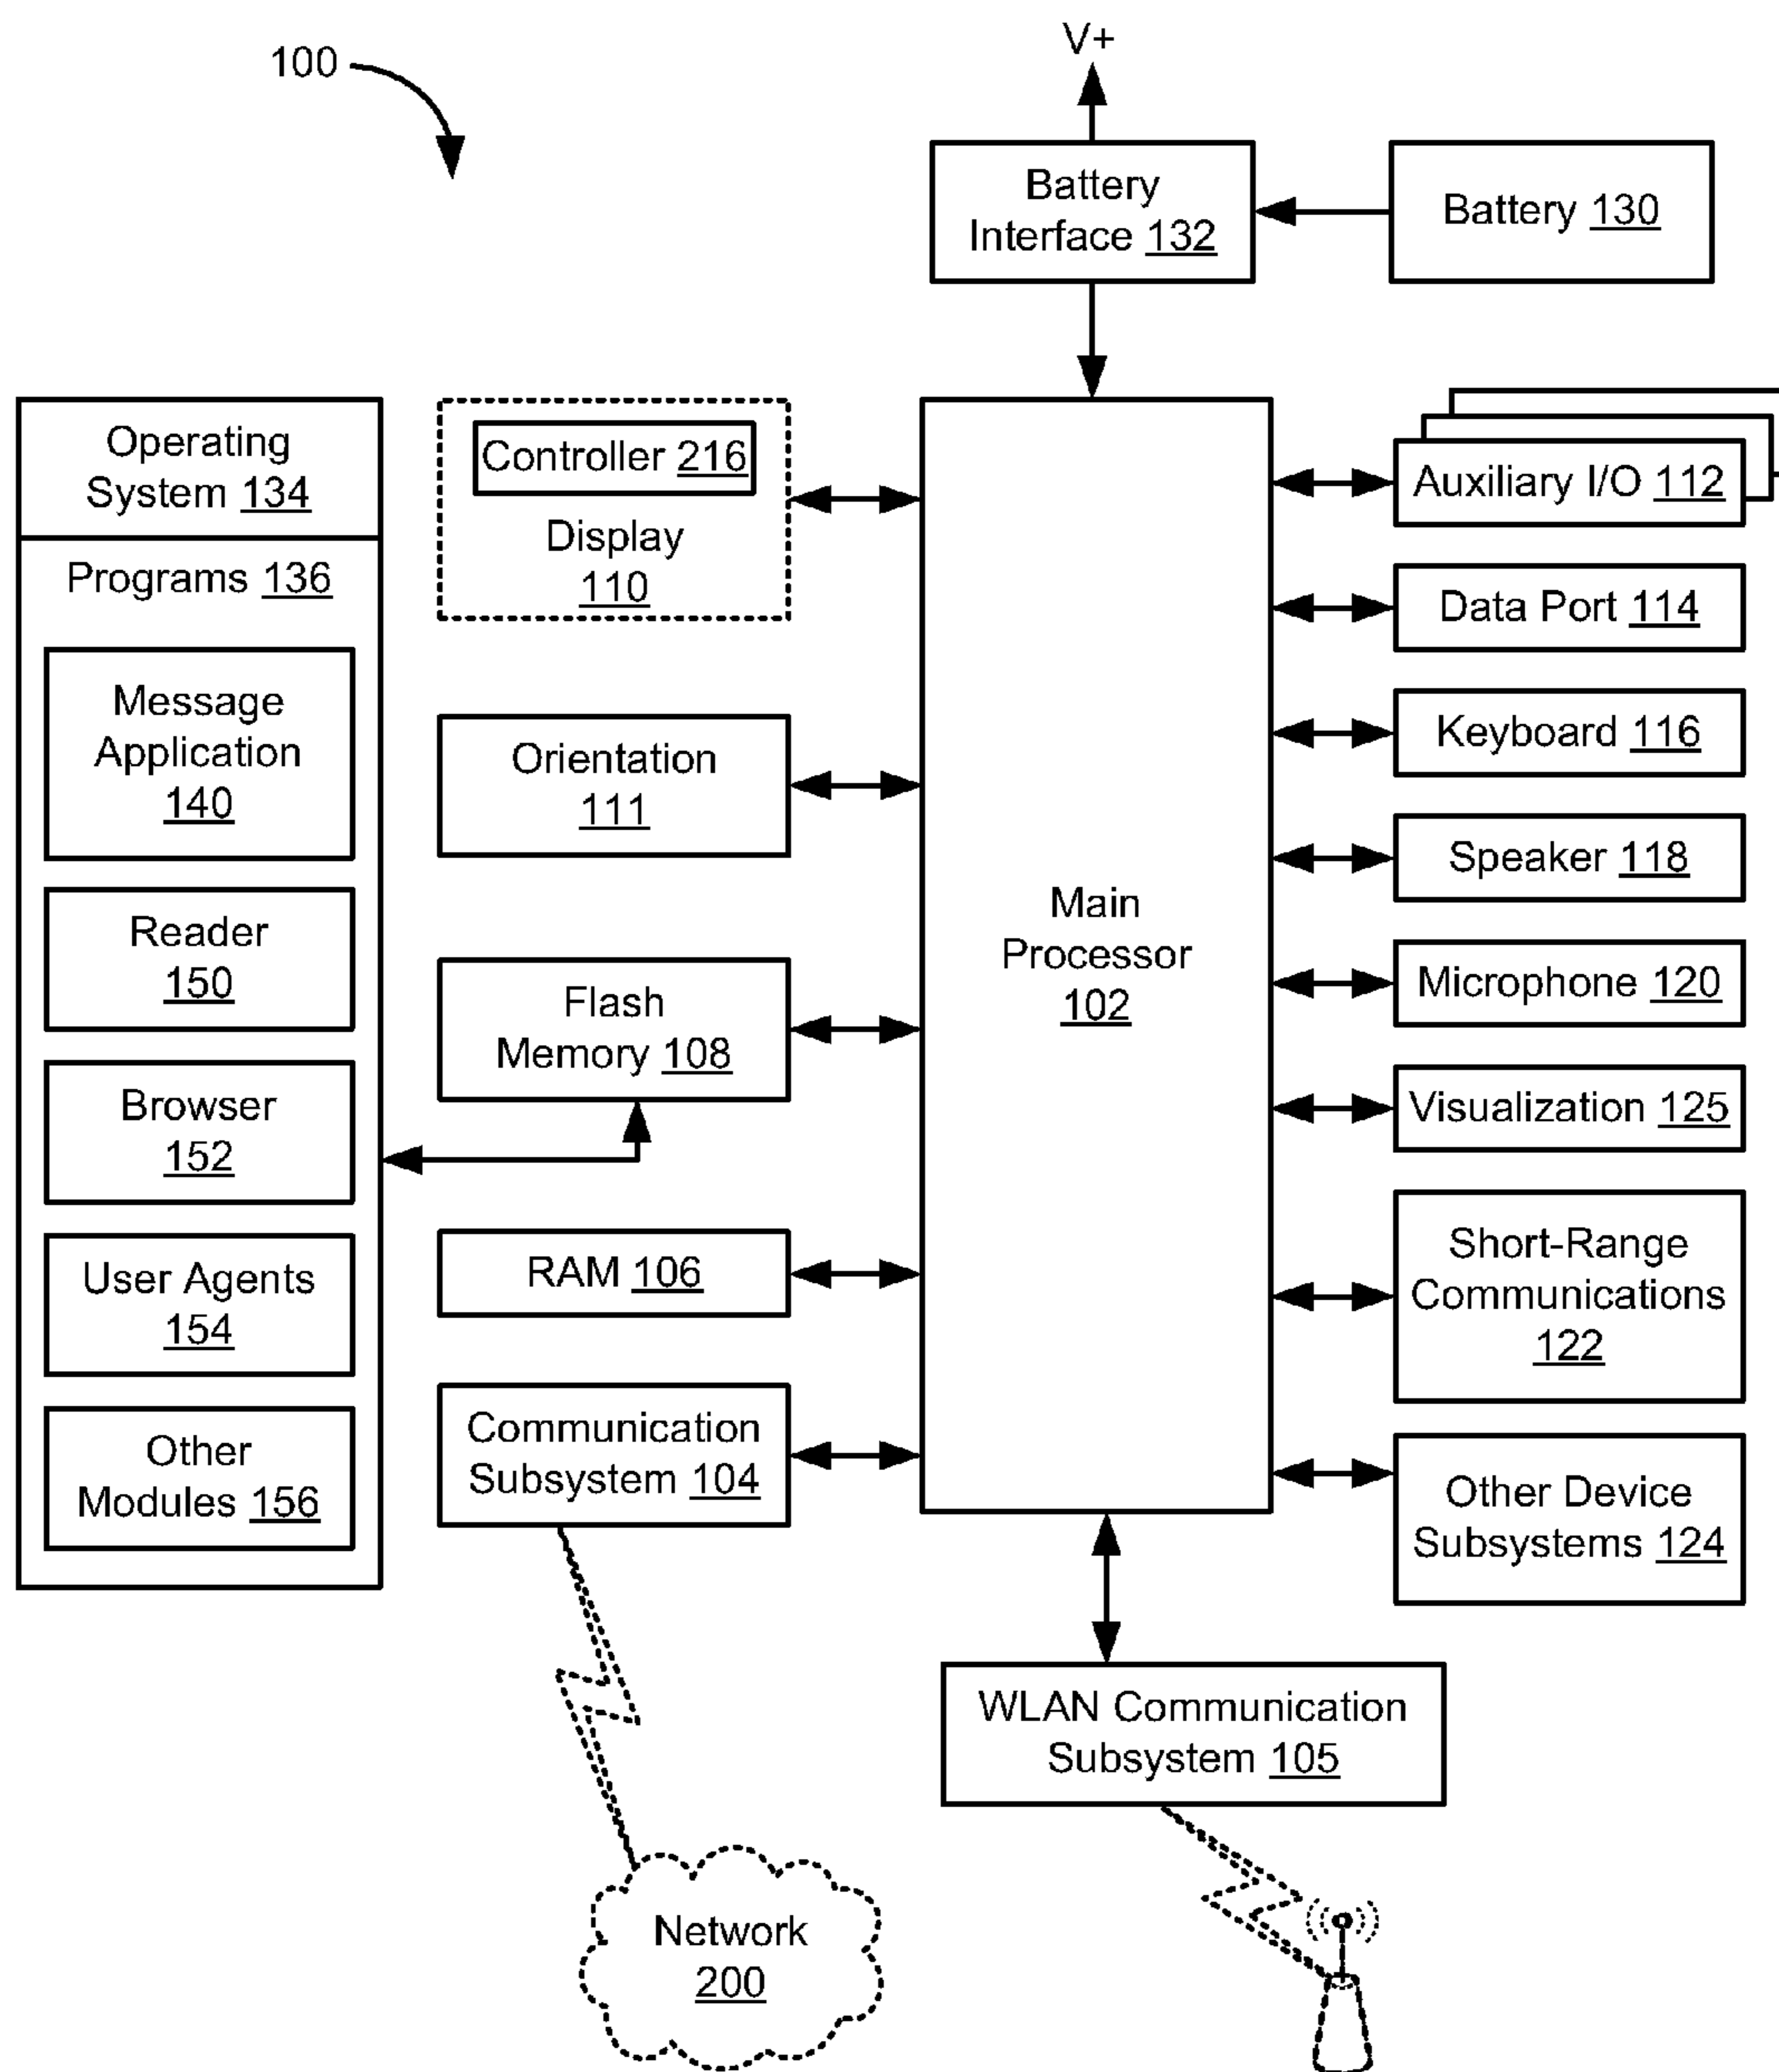 100
V+
Battery
Interface 132
Battery 130
Operating
System 134
Programs 136
Message
Application
140
Reader
150
Browser
152
User Agents
154
Other
Modules 156
Controller 216
Display
110
Orientation
111
Flash
Memory 108
RAM 106
Communication
Subsystem 104
Main
Processor
102
Auxiliary I/O 112
Data Port 114
Keyboard 116
Speaker 118
Microphone 120
Visualization 125
Short-Range
Communications
122
Other Device
Subsystems 124
WLAN Communication
Subsystem 105
Network
200